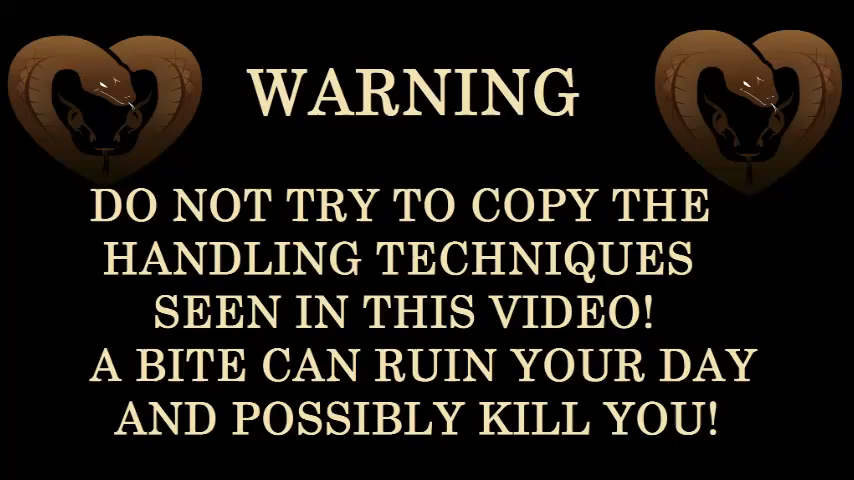 WARNING
DO NOT TRY TO COPY THE
HANDLING TECHNIQUES
SEEN IN THIS VIDEO!
A BITE CAN RUIN YOUR DAY
AND POSSIBLY KILL YOU!